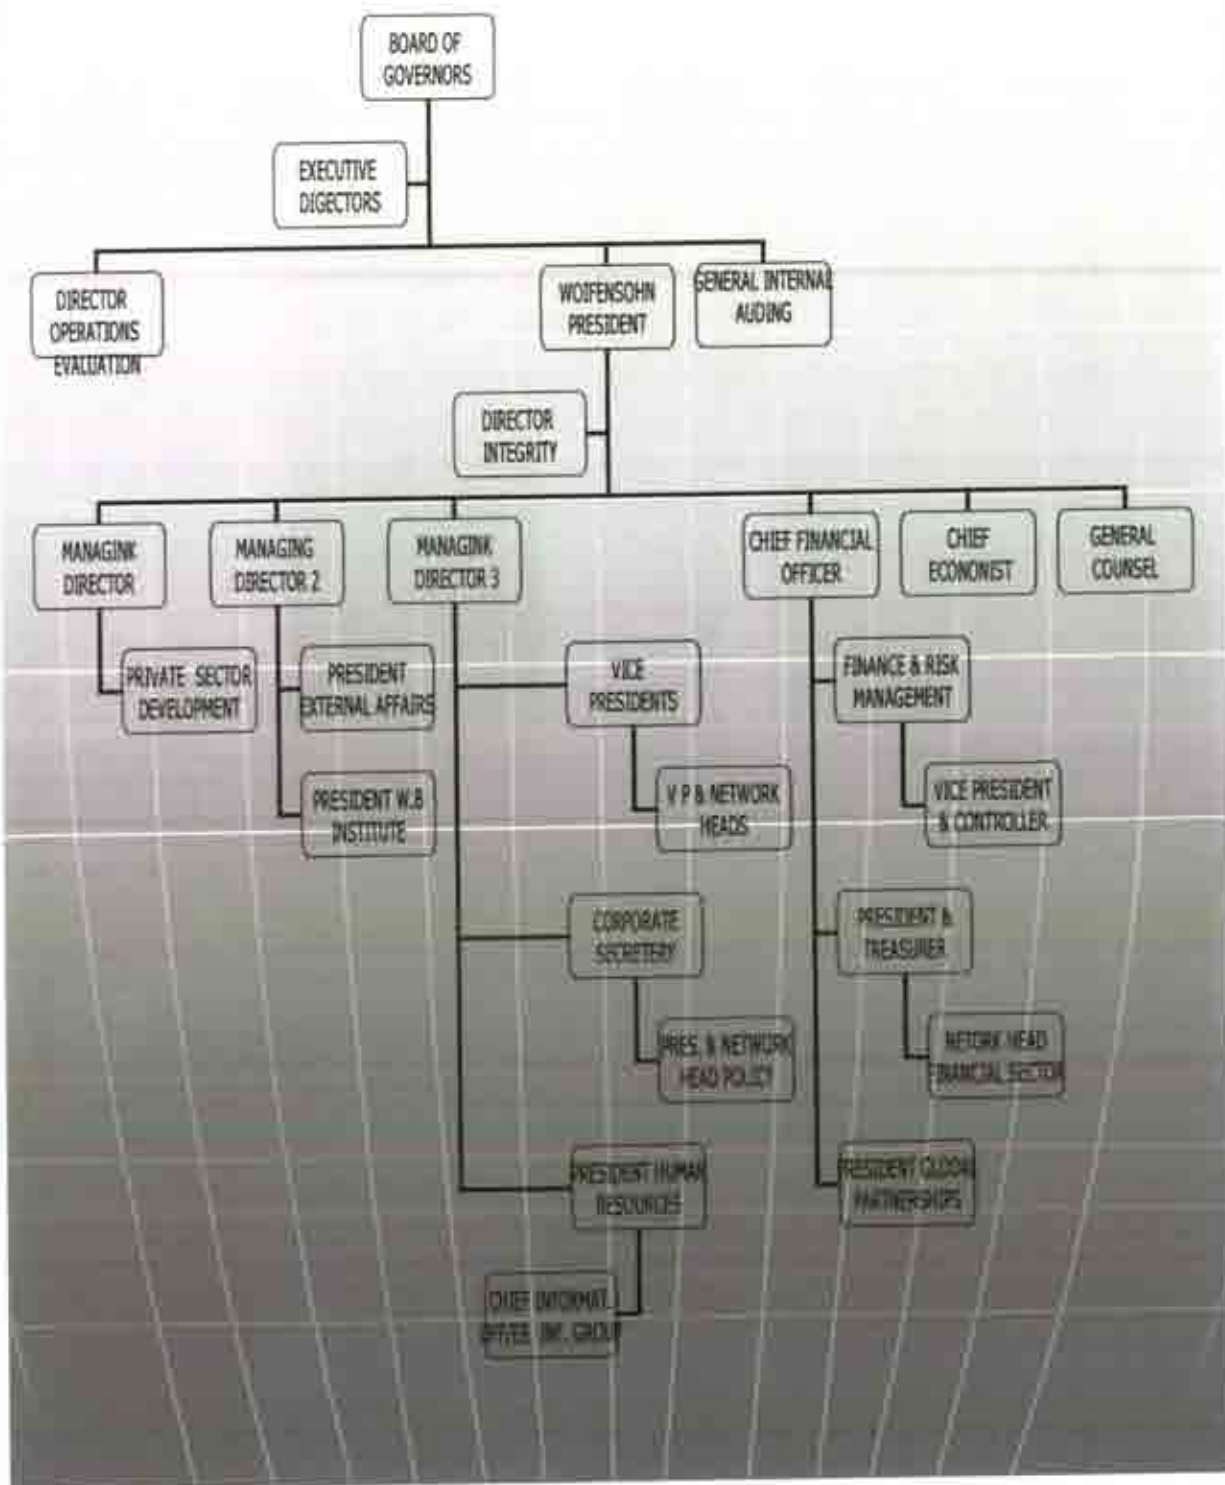 BOARD OF
GOVERNORS
EXECUTIVE
DIGECTORS
DIRECTOR
OPERATIONS
EVALUATION
WOIFENSOHN
PRESIDENT
GENERAL INTERNAL
AUDING
DIRECTOR
INTEGRITY
MANAGINK
DIRECTOR
MANAGING
DIRECTOR 2
MANAGINK
DIRECTOR 3
CHIEF FINANCIAL
OFFICER
CHIEF
ECONONIST
GENERAL
COUNSEL
PRIVATE SECTOR
DEVELOPMENT
PRESIDENT
EXTERNAL AFFAIRS
VICE
PRESIDENTS
FINANCE & RISK
MANAGEMENT
PRESIDENT W.B
INSTITUTE
V P & NETWORK
HEADS
VICE PRESIDENT
& CONTROLLER
CORPORATE
SECRETERY
PRESIDENT &
TREASURER
PRES. & NETWORK
HEAD POLICY
NETORK HEAD
FINANCIAL SECTOR
PRESIDENT HUMAN
RESOURCES
PRESIDENT
PARTNERHIPS
CHIEF INFORMAT.
GROUP